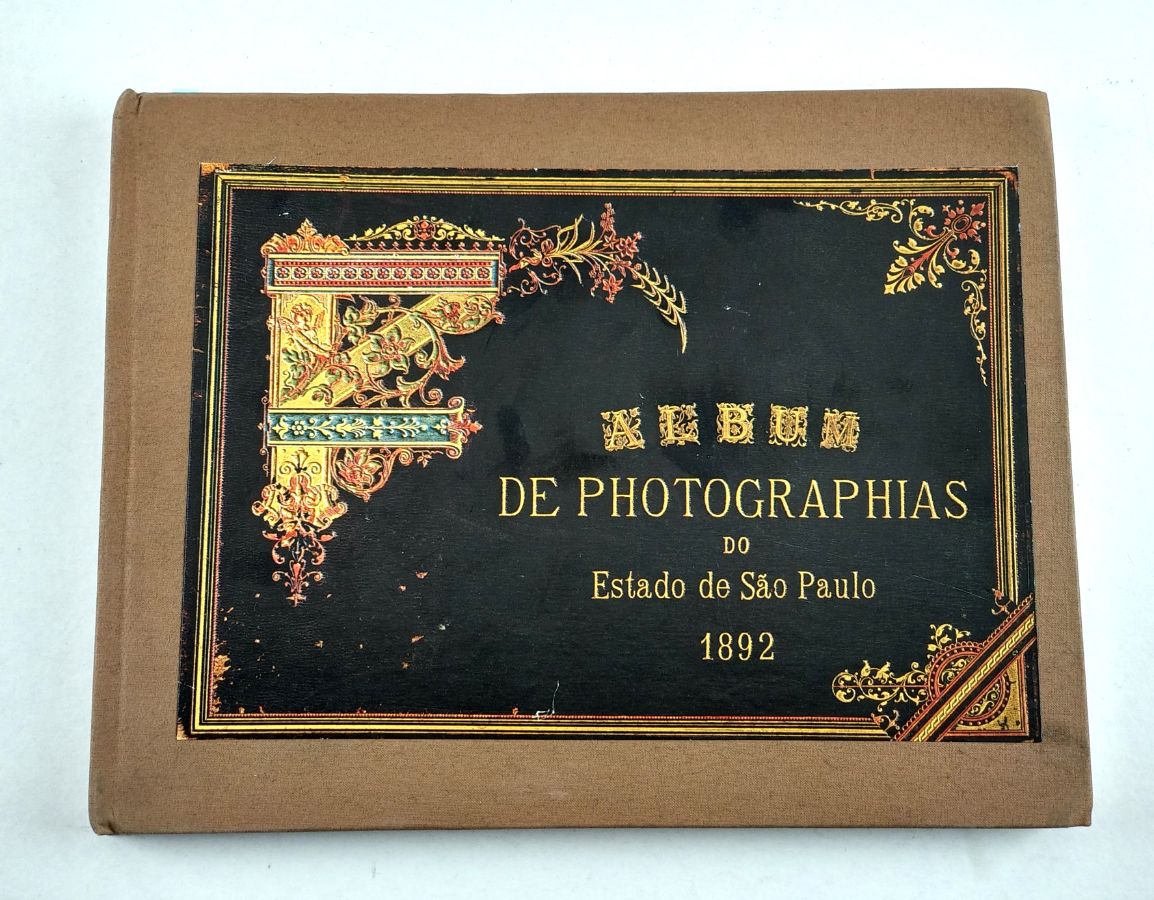 ALBUM
DE PHOTOGRAPHIAS
DO
Estado de São Paulo
1892